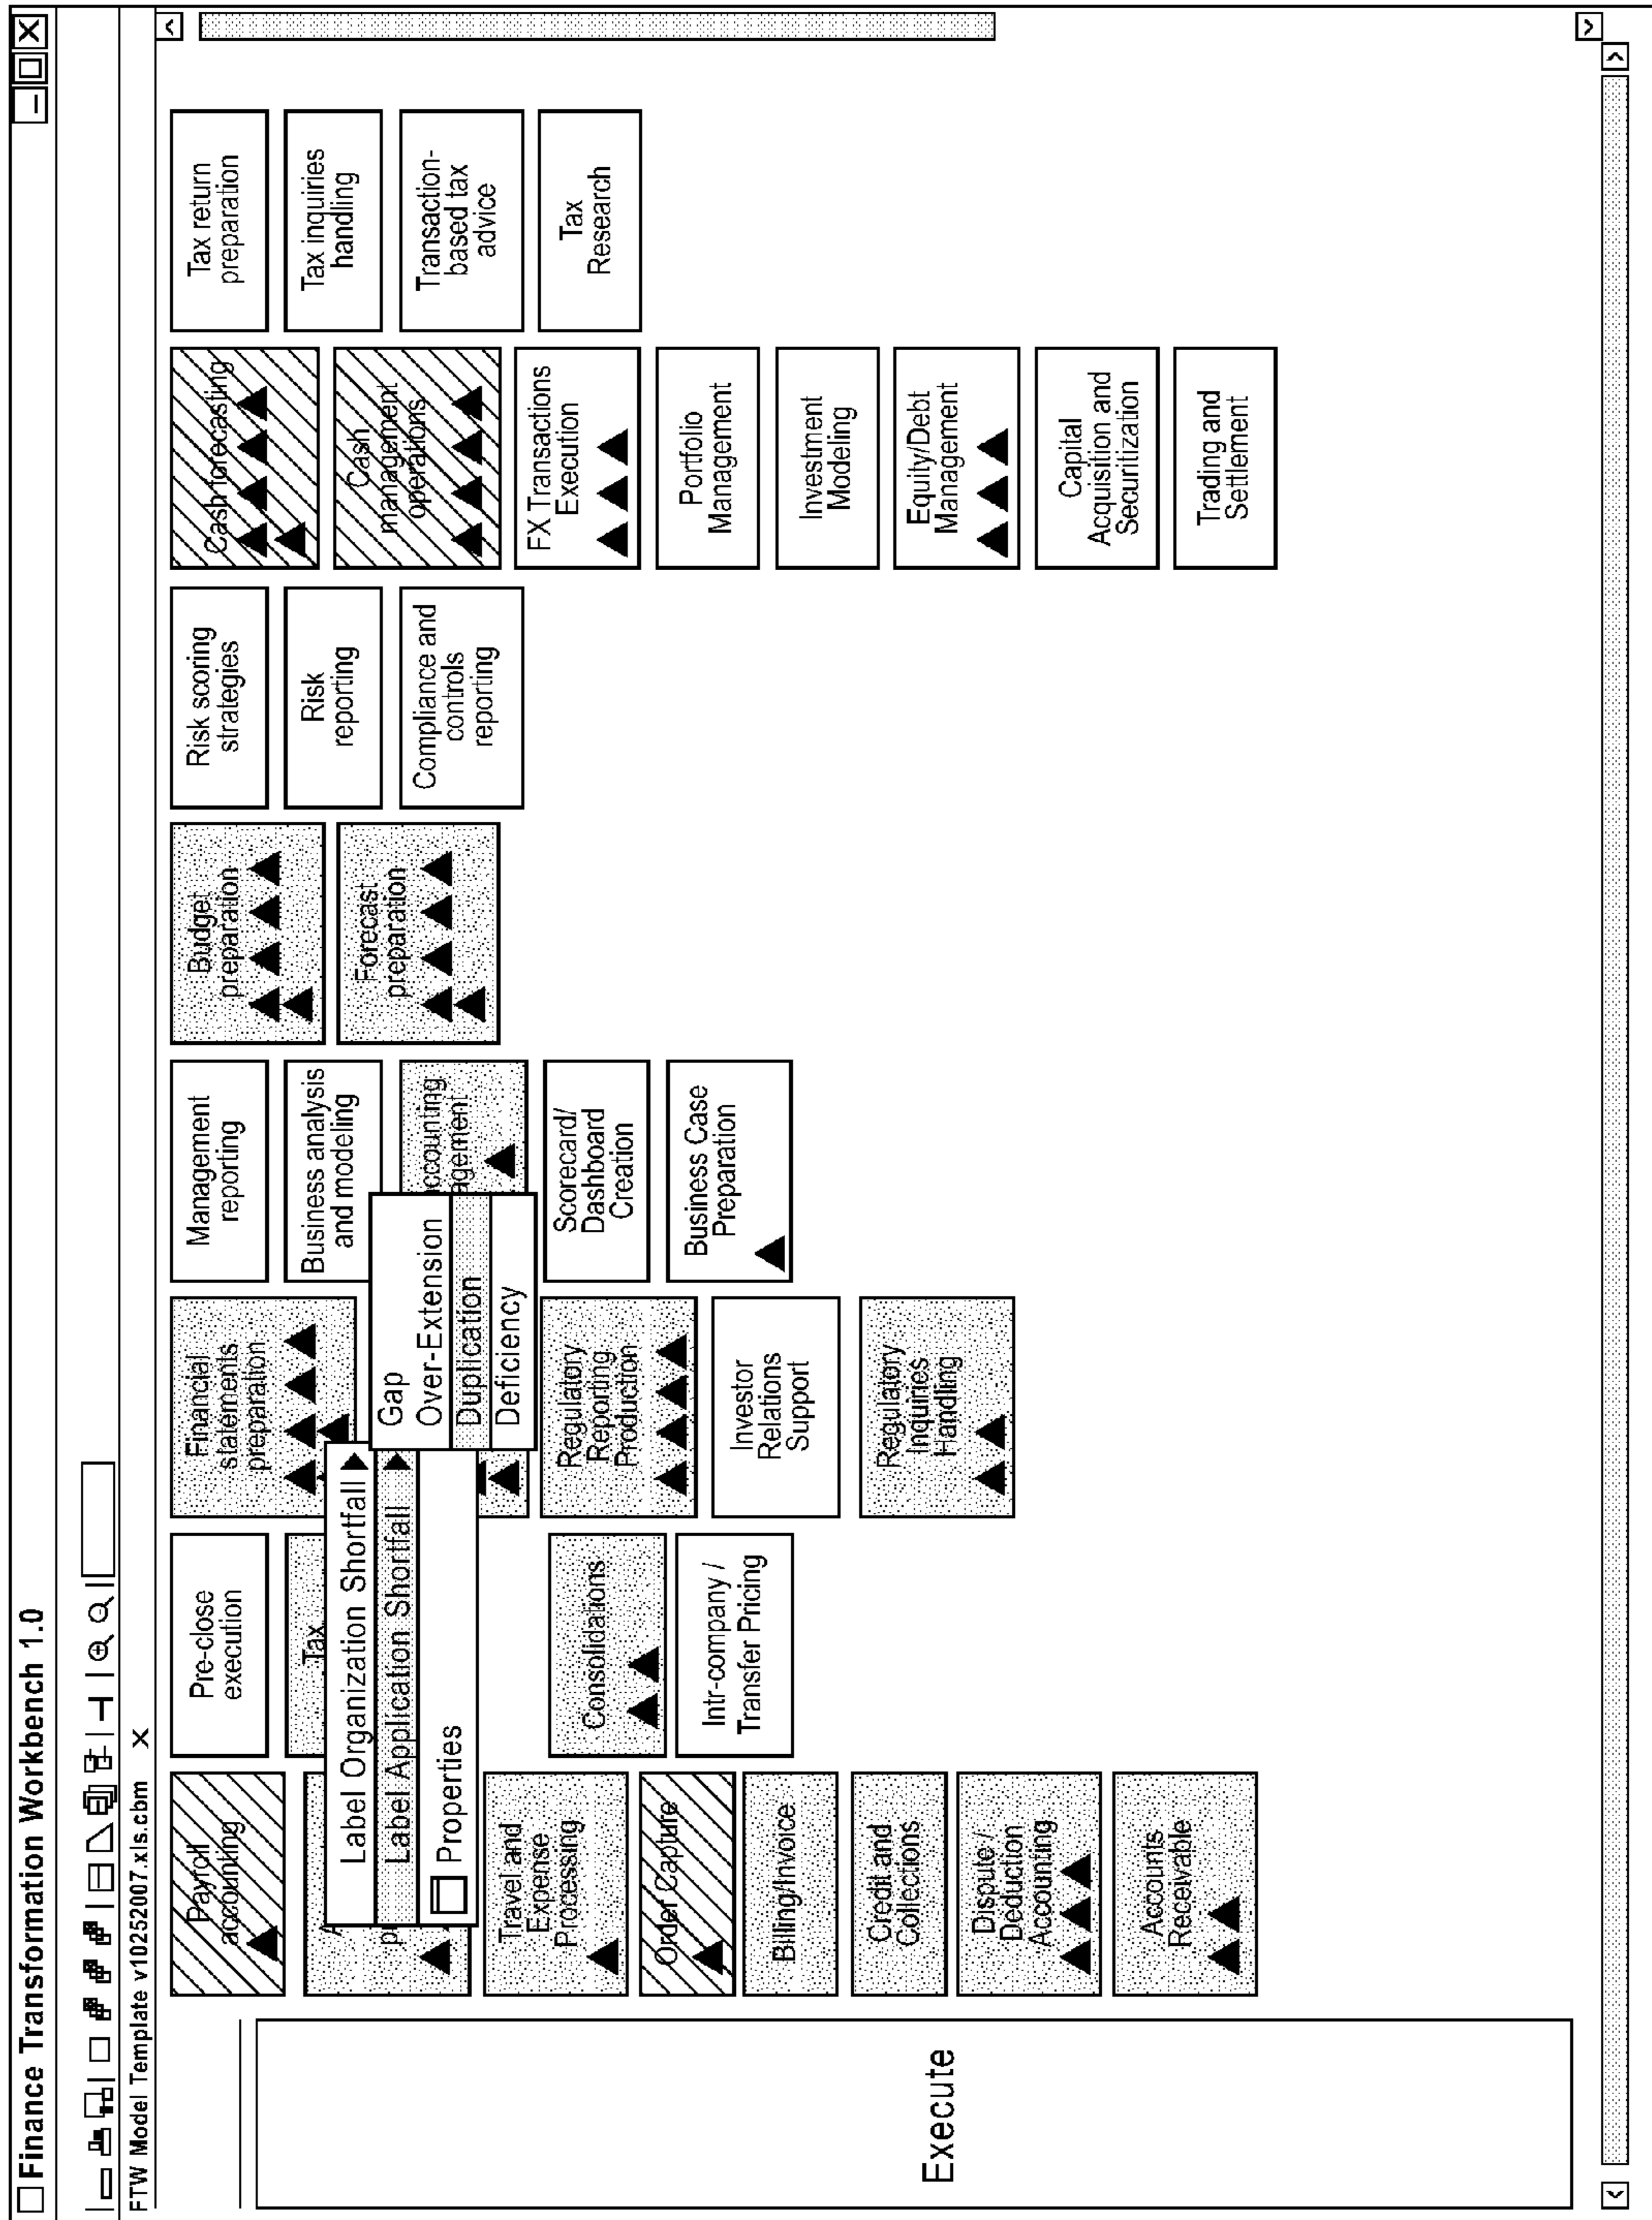 Finance Transformation Workbench 1.0
FTW Model Template v10252007.xls.cbm X
Execute
Payroll
accounting
Travel and
Expense
Processing
Order Capture
Billing/Invoice
Credit and
Collections
Dispute/
Deduction
Accounting
Accounts
Receivable
Pre-close
execution
Tax
Consolidations
Intr-company /
Transfer Pricing
Label Organization Shortfall
Label Application Shortfall
Properties
Gap
Over-Extension
Duplication
Deficiency
Financial
statements
preparation
Regulatory
Reporting
Production
Investor
Relations
Support
Regulatory
Inquiries
Handling
Management
reporting
Business analysis
and modeling
ccounting
agement
Scorecard/
Dashboard
Creation
Business Case
Preparation
Budget
preparation
Forecast
preparation
Risk scoring
strategies
Risk
reporting
Compliance and
controls
reporting
Cash forecasting
Cash
management
operations
FX Transactions
Execution
Portfolio
Management
Investment
Modeling
Equity/Debt
Management
Capital
Acquisition and
Securitization
Trading and
Settlement
Tax return
preparation
Tax inquiries
handling
Transaction-
based tax
advice
Tax
Research